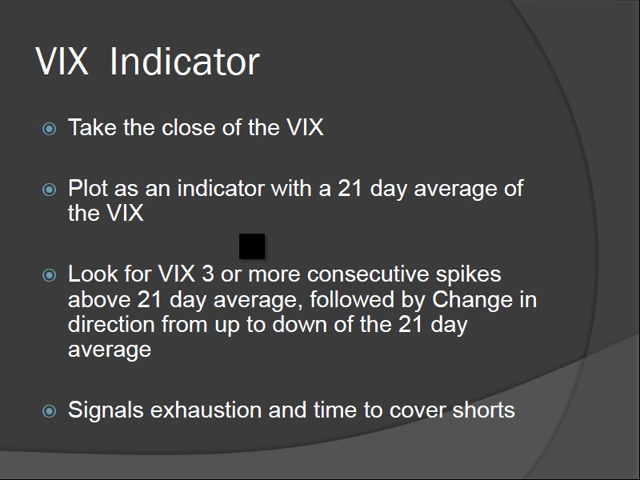 VIX  Indicator
Take the close of the VIX
Plot as an indicator with a 21 day average of
the VIX
Look for VIX 3 or more consecutive spikes
above 21 day average, followed by Change in
direction from up to down of the 21 day
average
Signals exhaustion and time to cover shorts